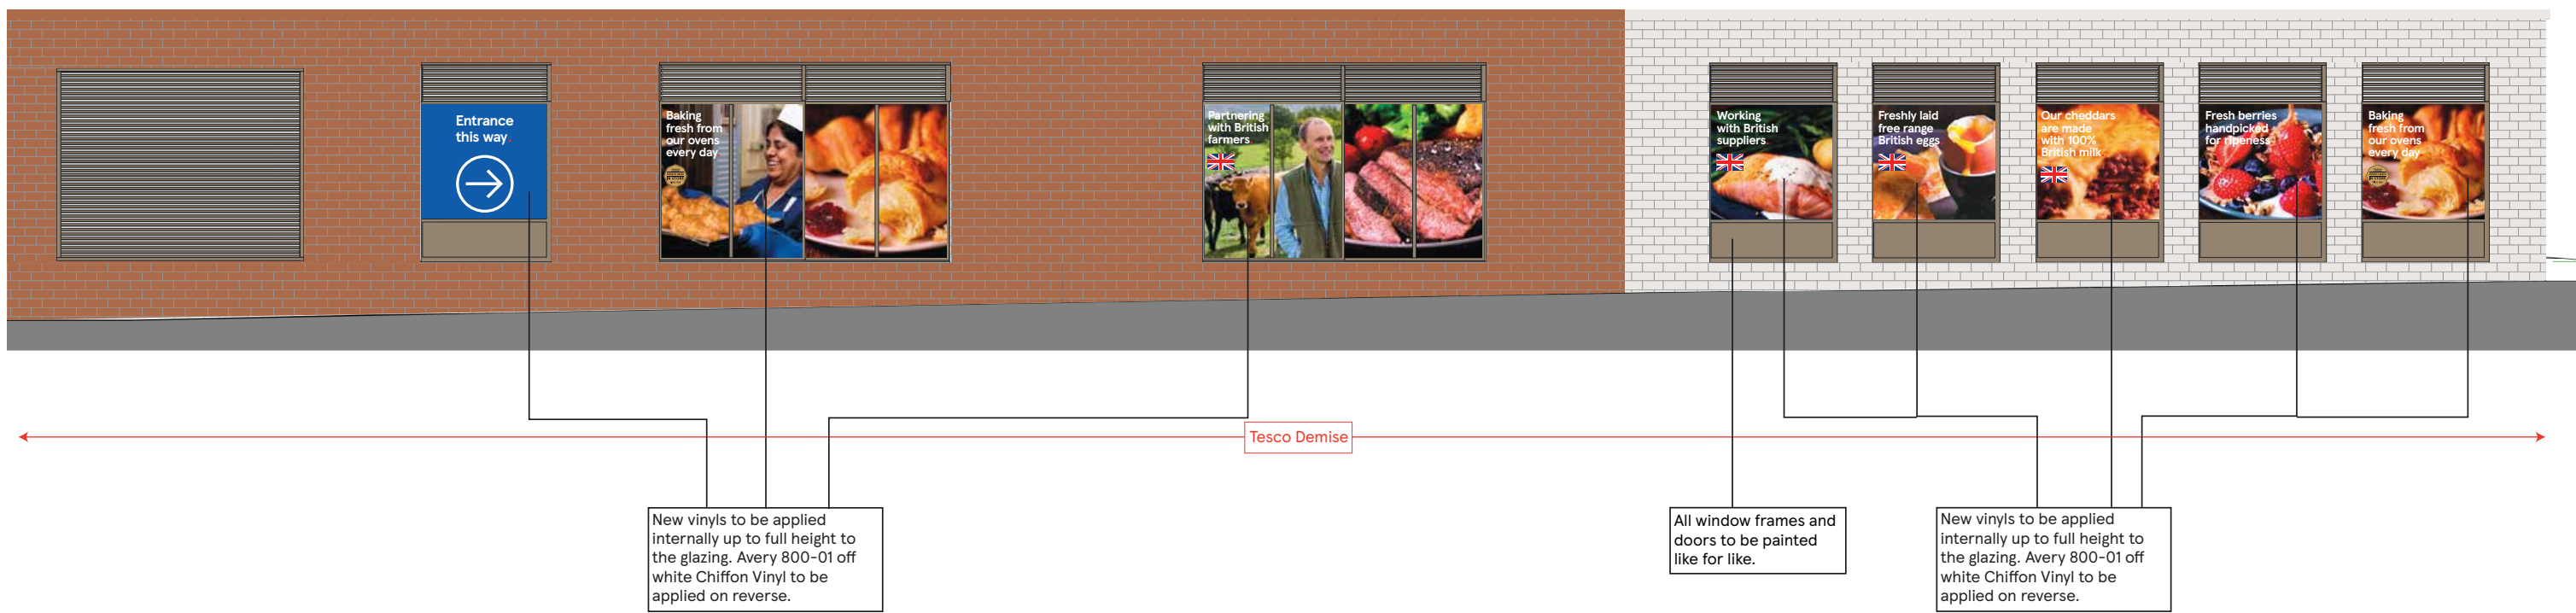 Entrance
this way.
Baking
fresh from
our ovens
every day
Partnering
with British
farmers
Working
with British
suppliers
Freshly laid
free range
British eggs
Our cheddars
are made
with 100%
British milk
Fresh berries
handpicked
for ripeness
Baking
fresh from
our ovens
every day
Tesco Demise
New vinyls to be applied
internally up to full height to
the glazing. Avery 800-01 off
white Chiffon Vinyl to be
applied on reverse.
All window frames and
doors to be painted
like for like.
New vinyls to be applied
internally up to full height to
the glazing. Avery 800-01 off
white Chiffon Vinyl to be
applied on reverse.